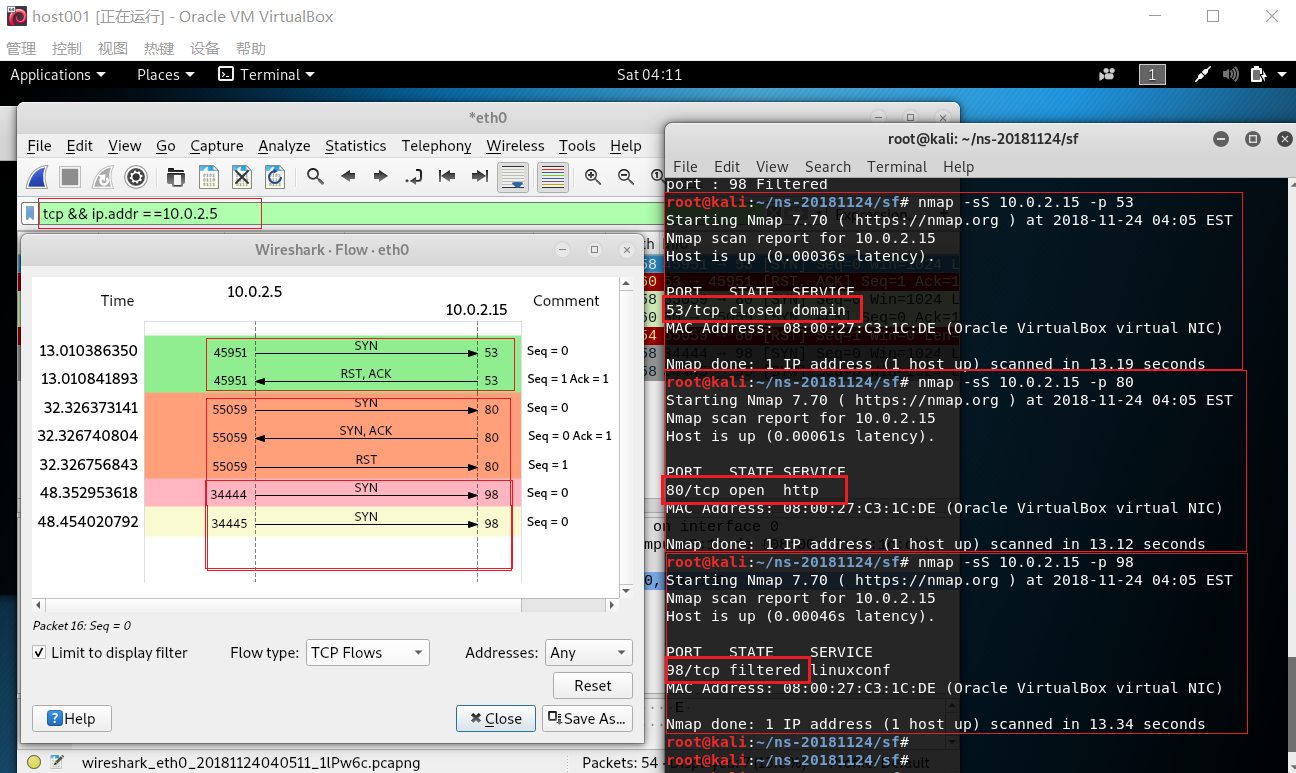 host001 [正在运行] - Oracle VM VirtualBox
管理 控制 视图 热键 设备 帮助
Applications Places Terminal Sat 04:11 1
*eth0
File Edit View Go Capture Analyze Statistics Telephony Wireless Tools Help
tcp && ip.addr ==10.0.2.5
Wireshark · Flow · eth0
Time 10.0.2.5 10.0.2.15 Comment
13.010386350 45951 SYN 53 Seq = 0
13.010841893 45951 RST, ACK 53 Seq = 1 Ack = 1
32.326373141 55059 SYN 80 Seq = 0
32.326740804 55059 SYN, ACK 80 Seq = 0 Ack = 1
32.326756843 55059 RST 80 Seq = 1
48.352953618 34444 SYN 98 Seq = 0
48.454020792 34445 SYN 98 Seq = 0
Packet 16: Seq = 0
Limit to display filter Flow type: TCP Flows Addresses: Any
Reset
Help Close Save As...
wireshark_eth0_20181124040511_1lPw6c.pcapng Packets: 54
root@kali: ~/ns-20181124/sf
File Edit View Search Terminal Help
port : 98 Filtered
root@kali:~/ns-20181124/sf# nmap -sS 10.0.2.15 -p 53
Starting Nmap 7.70 ( https://nmap.org ) at 2018-11-24 04:05 EST
Nmap scan report for 10.0.2.15
Host is up (0.00036s latency).
PORT STATE SERVICE
53/tcp closed domain
MAC Address: 08:00:27:C3:1C:DE (Oracle VirtualBox virtual NIC)
Nmap done: 1 IP address (1 host up) scanned in 13.19 seconds
root@kali:~/ns-20181124/sf# nmap -sS 10.0.2.15 -p 80
Starting Nmap 7.70 ( https://nmap.org ) at 2018-11-24 04:05 EST
Nmap scan report for 10.0.2.15
Host is up (0.00061s latency).
PORT STATE SERVICE
80/tcp open http
MAC Address: 08:00:27:C3:1C:DE (Oracle VirtualBox virtual NIC)
Nmap done: 1 IP address (1 host up) scanned in 13.12 seconds
root@kali:~/ns-20181124/sf# nmap -sS 10.0.2.15 -p 98
Starting Nmap 7.70 ( https://nmap.org ) at 2018-11-24 04:05 EST
Nmap scan report for 10.0.2.15
Host is up (0.00046s latency).
PORT STATE SERVICE
98/tcp filtered linuxconf
MAC Address: 08:00:27:C3:1C:DE (Oracle VirtualBox virtual NIC)
Nmap done: 1 IP address (1 host up) scanned in 13.34 seconds
root@kali:~/ns-20181124/sf#
root@kali:~/ns-20181124/sf#